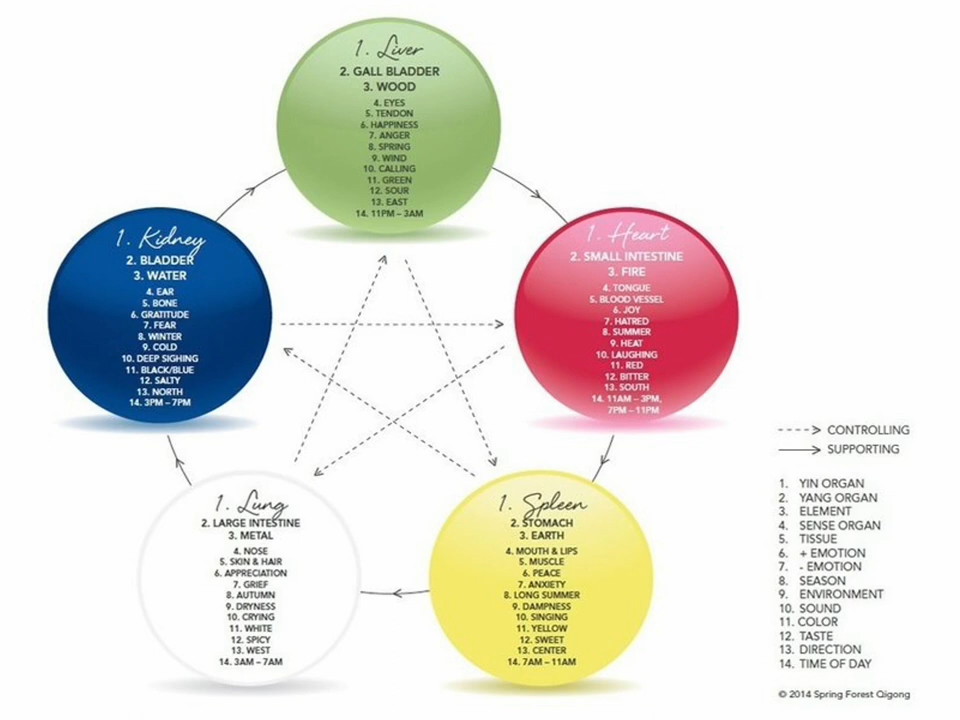 1. Liver
2. GALL BLADDER
3. WOOD
4. EYES
5. TENDON
6. HAPPINESS
7. ANGER
8. SPRING
9. WIND
10. CALLING
11. GREEN
12. SOUR
13. EAST
14. 11PM – 3AM
1. Kidney
2. BLADDER
3. WATER
4. EAR
5. BONE
6. GRATITUDE
7. FEAR
8. WINTER
9. COLD
10. DEEP SIGHING
11. BLACK/BLUE
12. SALTY
13. NORTH
14. 3PM – 7PM
1. Heart
2. SMALL INTESTINE
3. FIRE
4. TONGUE
5. BLOOD VESSEL
6. JOY
7. HATRED
8. SUMMER
9. HEAT
10. LAUGHING
11. RED
12. BITTER
13. SOUTH
14. 11AM – 3PM,
7PM – 11PM
1. Lung
2. LARGE INTESTINE
3. METAL
4. NOSE
5. SKIN & HAIR
6. APPRECIATION
7. GRIEF
8. AUTUMN
9. DRYNESS
10. CRYING
11. WHITE
12. SPICY
13. WEST
14. 3AM – 7AM
1. Spleen
2. STOMACH
3. EARTH
4. MOUTH & LIPS
5. MUSCLE
6. PEACE
7. ANXIETY
8. LONG SUMMER
9. DAMPNESS
10. SINGING
11. YELLOW
12. SWEET
13. CENTER
14. 7AM – 11AM
CONTROLLING
SUPPORTING
1. YIN ORGAN
2. YANG ORGAN
3. ELEMENT
4. SENSE ORGAN
5. TISSUE
6. + EMOTION
7. - EMOTION
8. SEASON
9. ENVIRONMENT
10. SOUND
11. COLOR
12. TASTE
13. DIRECTION
14. TIME OF DAY
© 2014 Spring Forest Qigong